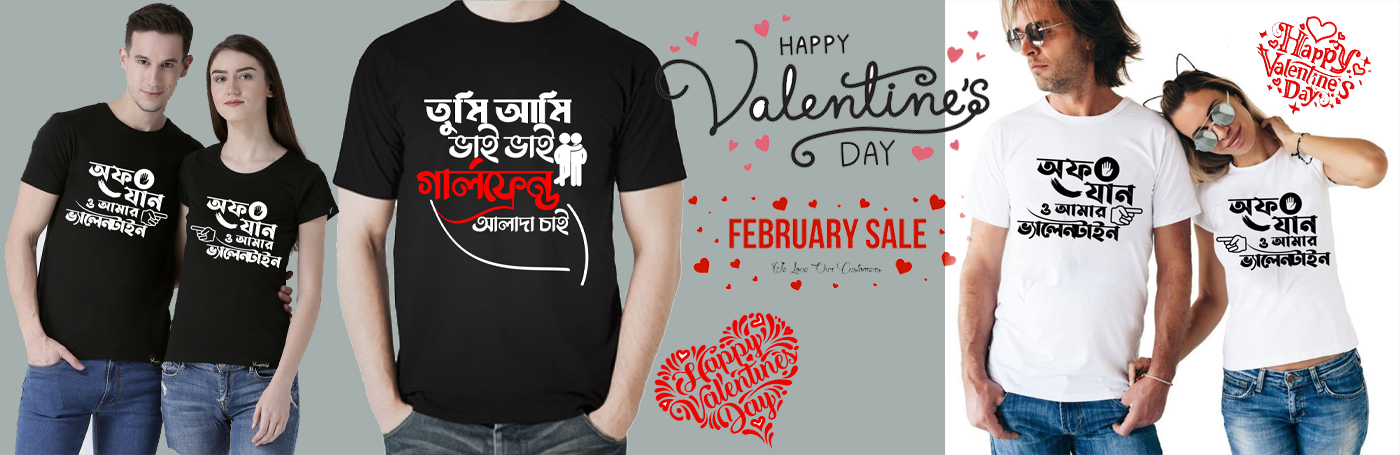 অফ
যান
ও আমার
ভ্যালেনটাইন
অফ
যান
ও আমার
ভ্যালেনটাইন
তুমি আমি
ভাই ভাই
গার্লফ্রেন্ড
আলাদা চাই
HAPPY
Valentine's
DAY
FEBRUARY SALE
We Love Our Customers
Happy
Valentine's
Day
অফ
যান
ও আমার
ভ্যালেনটাইন
অফ
যান
ও আমার
ভ্যালেনটাইন
Happy
Valentine's
Day